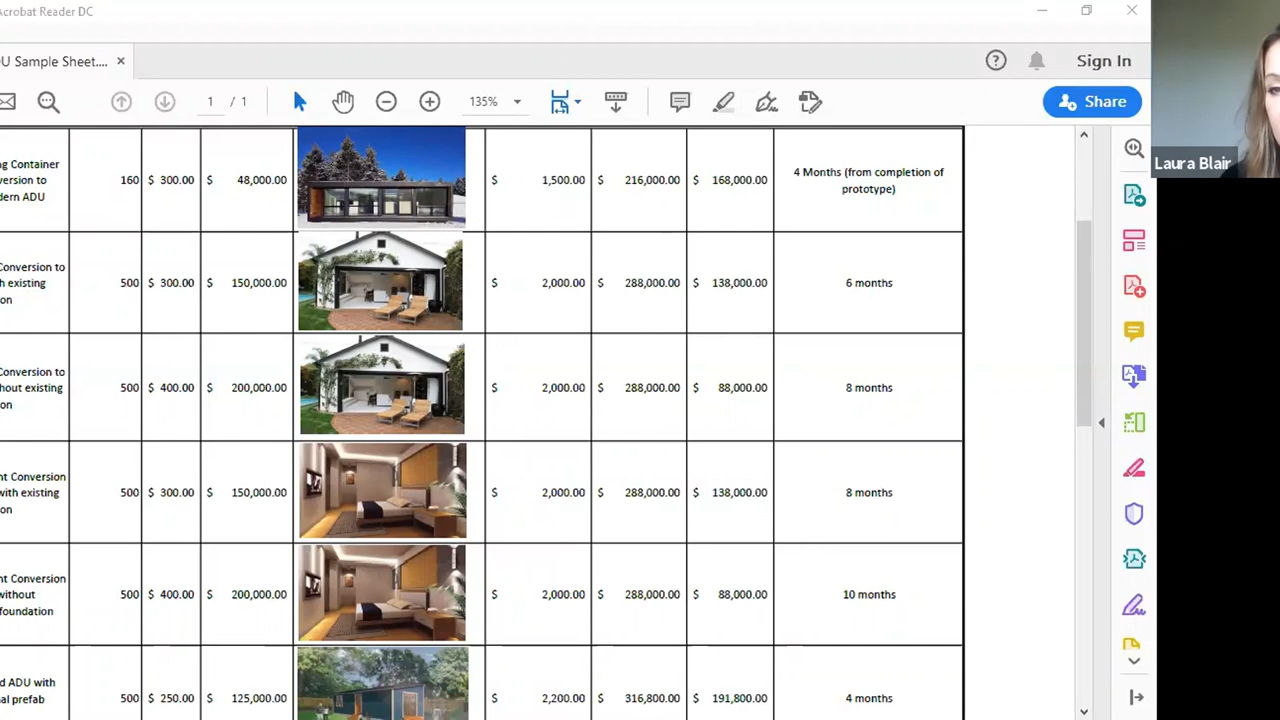 Acrobat Reader DC
U Sample Sheet.... ×
Sign In
1 / 1
135%
Share
Laura Blair
g Container
version to
dern ADU
160
$ 300.00
$ 48,000.00
$ 1,500.00
$ 216,000.00
$ 168,000.00
4 Months (from completion of
prototype)
Conversion to
h existing
on
500
$ 300.00
$ 150,000.00
$ 2,000.00
$ 288,000.00
$ 138,000.00
6 months
Conversion to
hout existing
on
500
$ 400.00
$ 200,000.00
$ 2,000.00
$ 288,000.00
$ 88,000.00
8 months
nt Conversion
with existing
on
500
$ 300.00
$ 150,000.00
$ 2,000.00
$ 288,000.00
$ 138,000.00
8 months
nt Conversion
without
foundation
500
$ 400.00
$ 200,000.00
$ 2,000.00
$ 288,000.00
$ 88,000.00
10 months
d ADU with
al prefab
500
$ 250.00
$ 125,000.00
$ 2,200.00
$ 316,800.00
$ 191,800.00
4 months